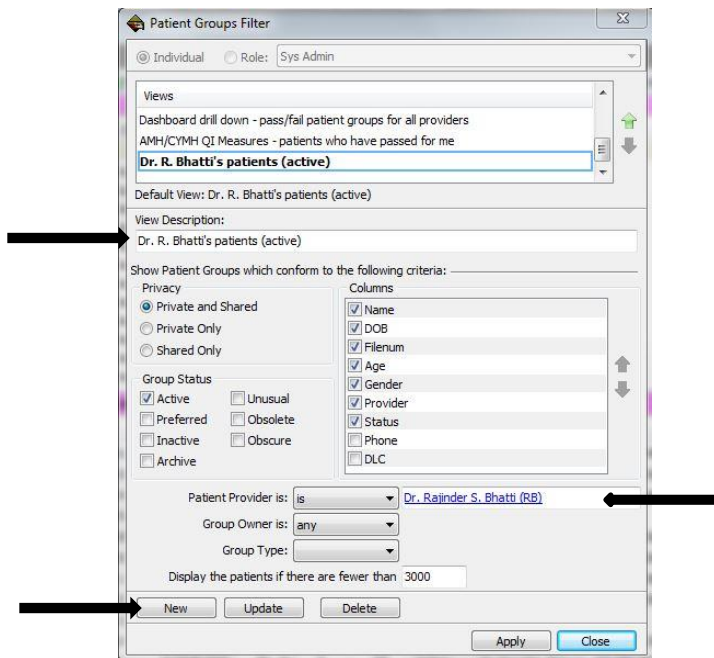 Patient Groups Filter
Individual Role: Sys Admin
Views
Dashboard drill down - pass/fail patient groups for all providers
AMH/CYMH QI Measures - patients who have passed for me
Dr. R. Bhatti's patients (active)
Default View: Dr. R. Bhatti's patients (active)
View Description:
Dr. R. Bhatti's patients (active)
Show Patient Groups which conform to the following criteria:
Privacy
Private and Shared
Private Only
Shared Only
Group Status
Active Unusual
Preferred Obsolete
Inactive Obscure
Archive
Columns
Name
DOB
Filenum
Age
Gender
Provider
Status
Phone
DLC
Patient Provider is: is Dr. Rajinder S. Bhatti (RB)
Group Owner is: any
Group Type:
Display the patients if there are fewer than 3000
New Update Delete
Apply Close